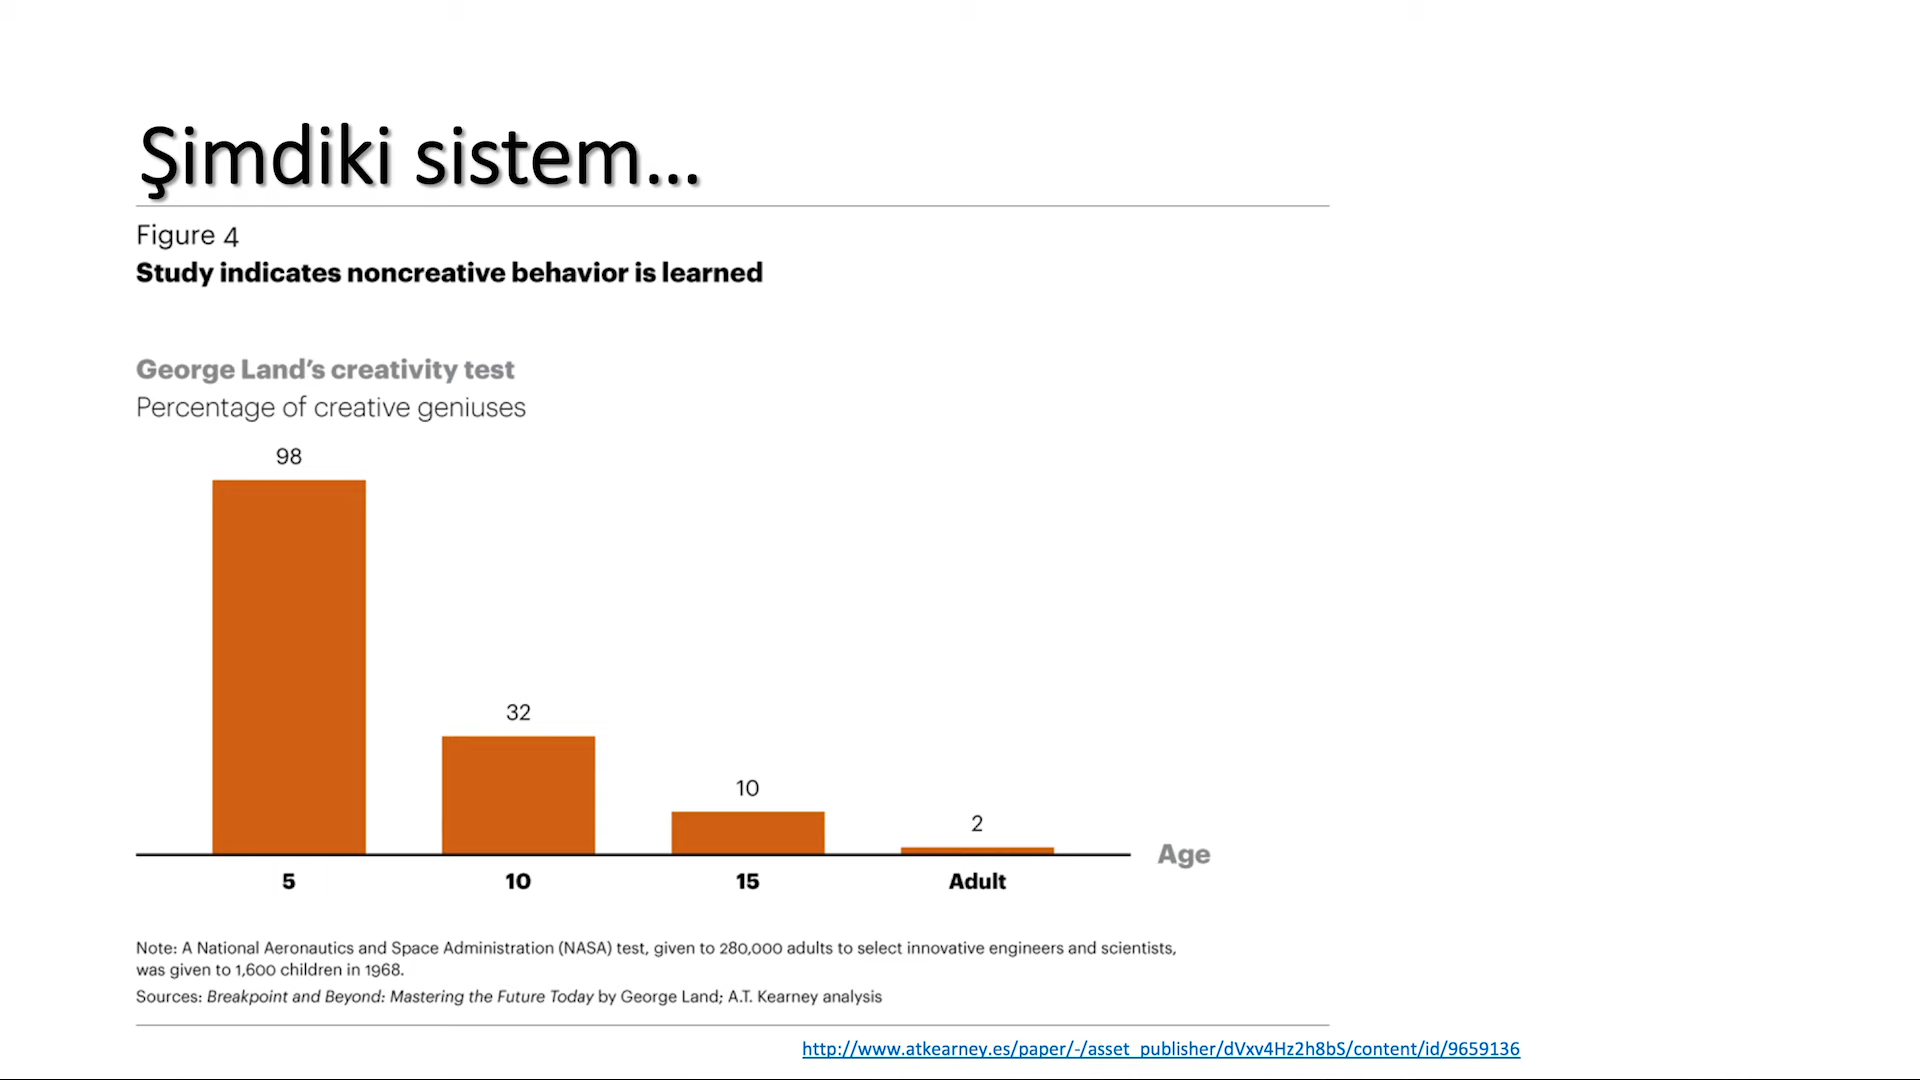 Şimdiki sistem...
Figure 4
Study indicates noncreative behavior is learned
George Land’s creativity test
Percentage of creative geniuses
98
32
10
2
Age
5
10
15
Adult
Note: A National Aeronautics and Space Administration (NASA) test, given to 280,000 adults to select innovative engineers and scientists,
was given to 1,600 children in 1968.
Sources: Breakpoint and Beyond: Mastering the Future Today by George Land; A.T. Kearney analysis
http://www.atkearney.es/paper/-/asset_publisher/dVxv4Hz2h8bS/content/id/9659136